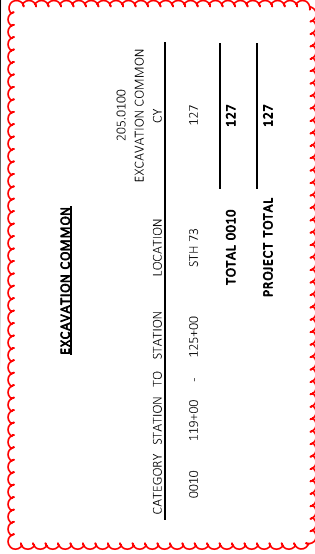 EXCAVATION COMMON
205.0100
EXCAVATION COMMON
CATEGORY STATION TO STATION LOCATION CY
0010 119+00 - 125+00 STH 73 127
TOTAL 0010 127
PROJECT TOTAL 127